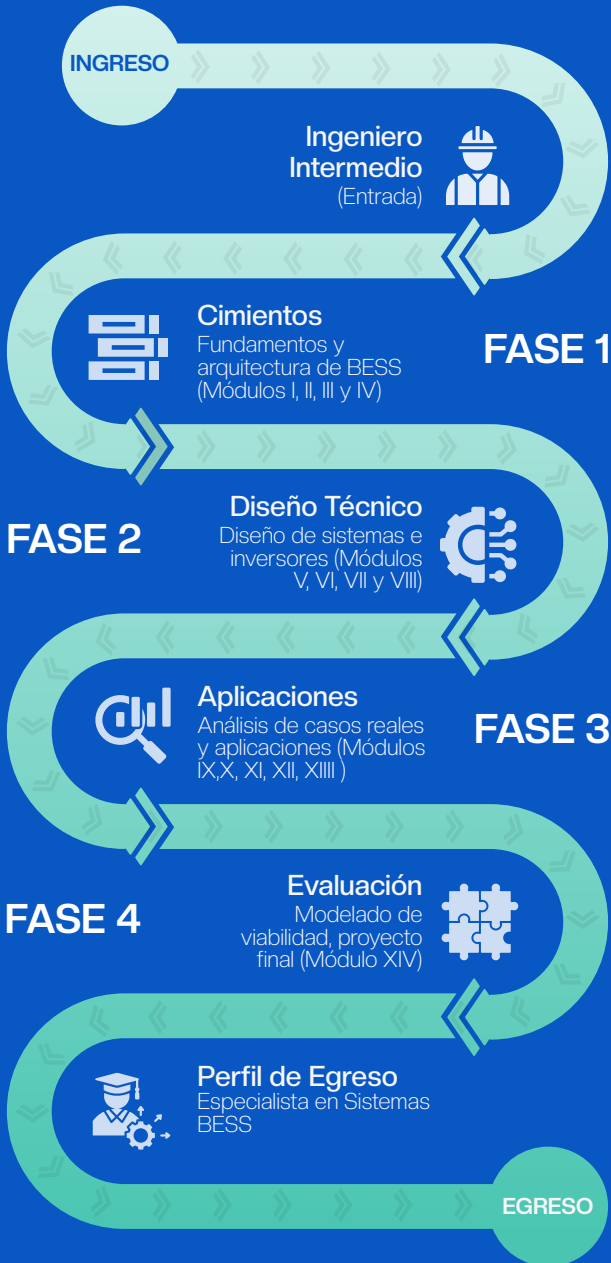 INGRESO
Ingeniero
Intermedio
(Entrada)
Cimientos
Fundamentos y
arquitectura de BESS
(Módulos I, II, III y IV)
FASE 1
FASE 2
Diseño Técnico
Diseño de sistemas e
inversores (Módulos
V, VI, VII y VIII)
Aplicaciones
Análisis de casos reales
y aplicaciones (Módulos
IX,X, XI, XII, XIIII )
FASE 3
FASE 4
Evaluación
Modelado de
viabilidad, proyecto
final (Módulo XIV)
Perfil de Egreso
Especialista en Sistemas
BESS
EGRESO